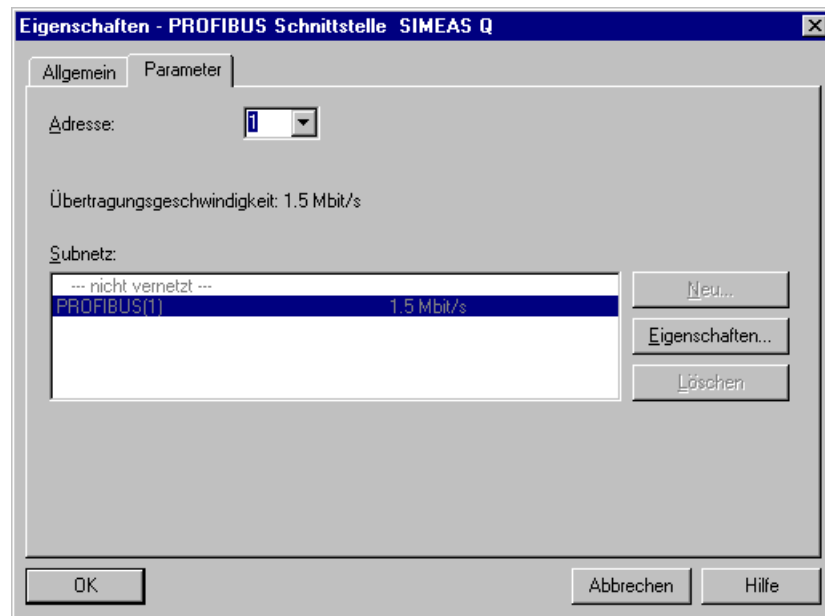 Eigenschaften - PROFIBUS Schnittstelle SIMEAS Q
Allgemein Parameter
Adresse: 1
Übertragungsgeschwindigkeit: 1.5 Mbit/s
Subnetz:
--- nicht vernetzt ---
PROFIBUS(1) 1.5 Mbit/s
Neu...
Eigenschaften...
Löschen
OK Abbrechen Hilfe